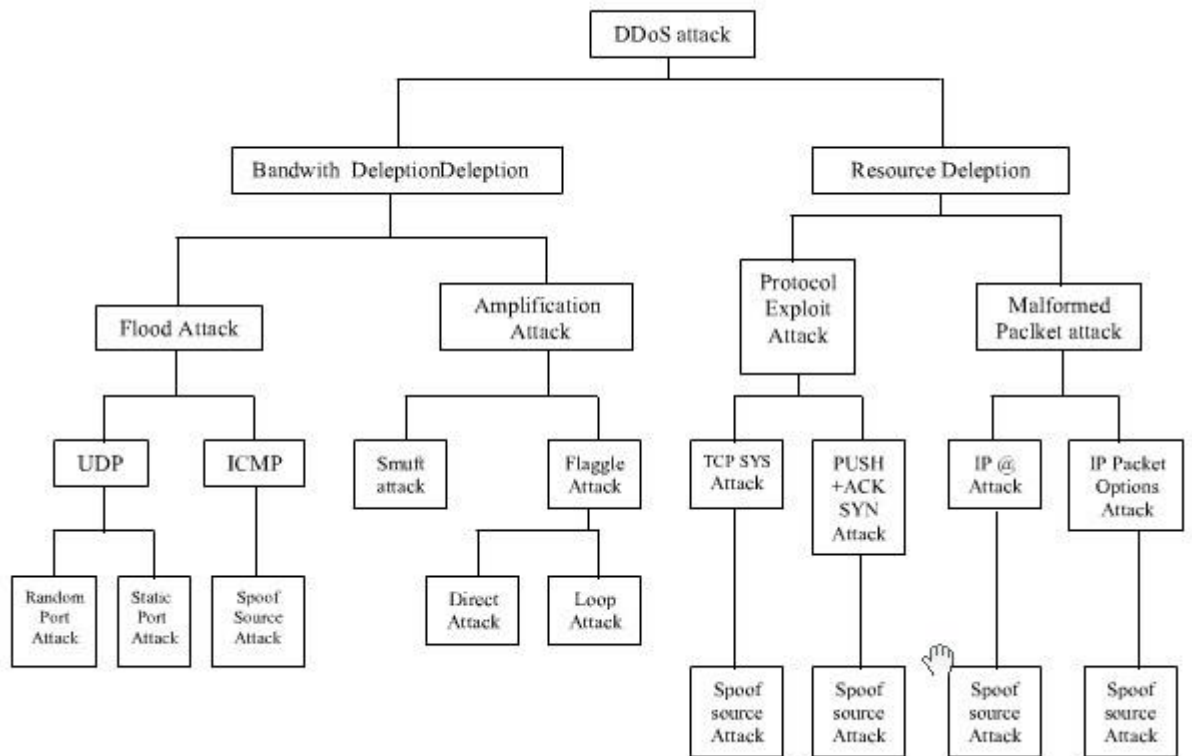 DDoS attack
Bandwith DeleptionDeleption
Resource Deleption
Flood Attack
Amplification
Attack
Protocol
Exploit
Attack
Malformed
Paclket attack
UDP
ICMP
Smuft
attack
Flaggle
Attack
TCP SYS
Attack
PUSH
+ACK
SYN
Attack
IP @
Attack
IP Packet
Options
Attack
Random
Port
Attack
Static
Port
Attack
Spoof
Source
Attack
Direct
Attack
Loop
Attack
Spoof
source
Attack
Spoof
source
Attack
Spoof
source
Attack
Spoof
source
Attack